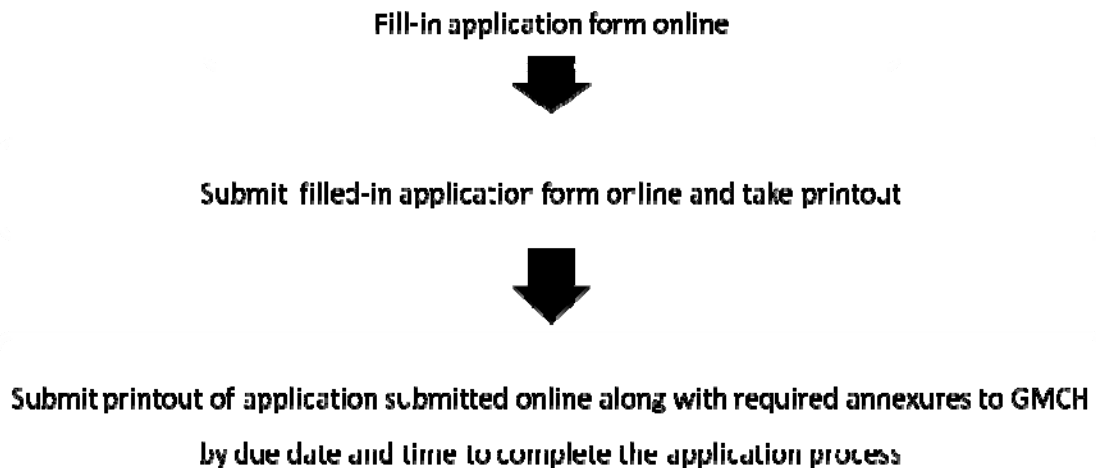 Fill-in application form online
Submit filled-in application form online and take printout
Submit printout of application submitted online along with required annexures to GMCH
by due date and time to complete the application process